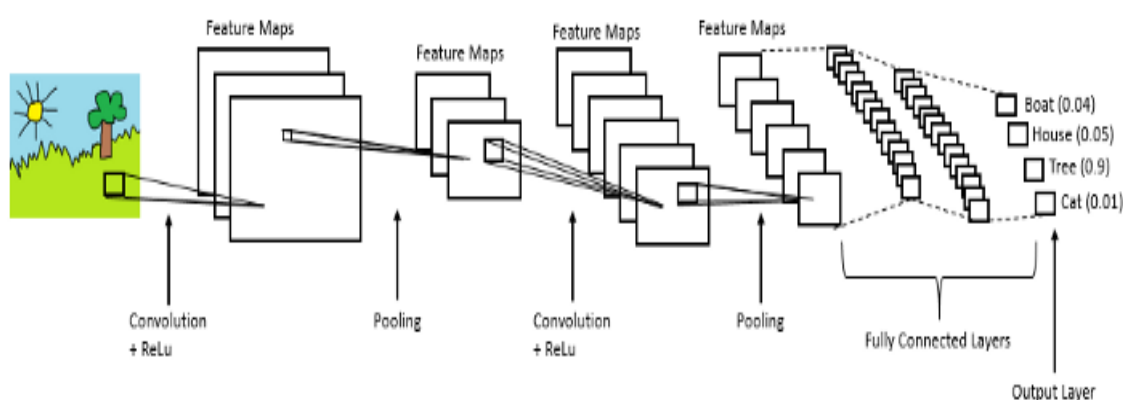 Feature Maps
Feature Maps
Feature Maps
Feature Maps
Boat (0.04)
House (0.05)
Tree (0.9)
Cat (0.01)
Convolution
+ ReLu
Pooling
Convolution
+ ReLu
Pooling
Fully Connected Layers
Output Layer